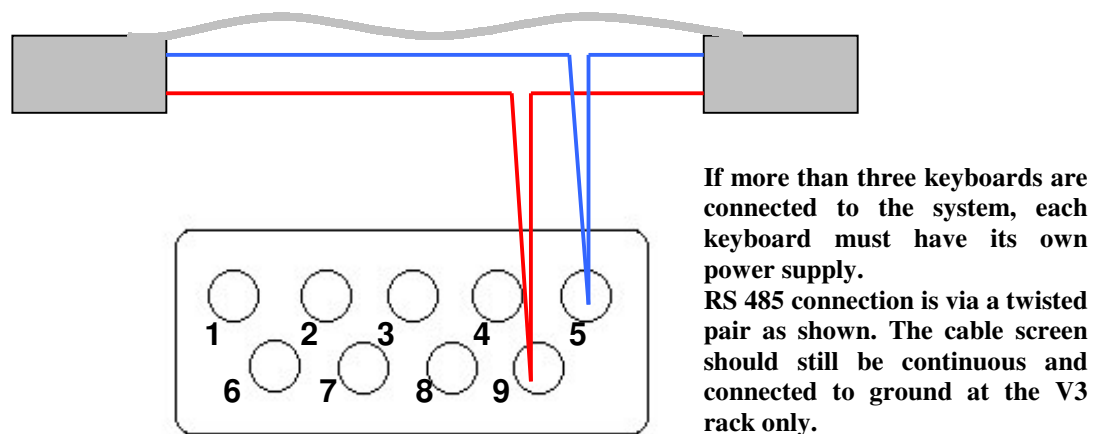 If more than three keyboards are
connected to the system, each
keyboard must have its own
power supply.
RS 485 connection is via a twisted
pair as shown. The cable screen
should still be continuous and
connected to ground at the V3
rack only.
1 2 3 4 5
6 7 8 9